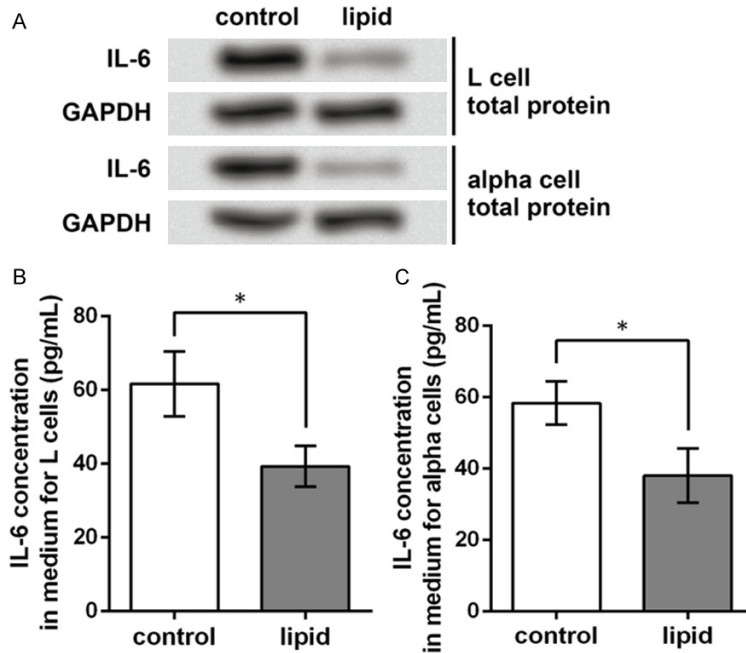 A
control lipid
IL-6
GAPDH
L cell
total protein
IL-6
GAPDH
alpha cell
total protein
B
IL-6 concentration
in medium for L cells (pg/mL)
80
60
40
20
0
*
control lipid
C
IL-6 concentration
in medium for alpha cells (pg/mL)
80
60
40
20
0
*
control lipid